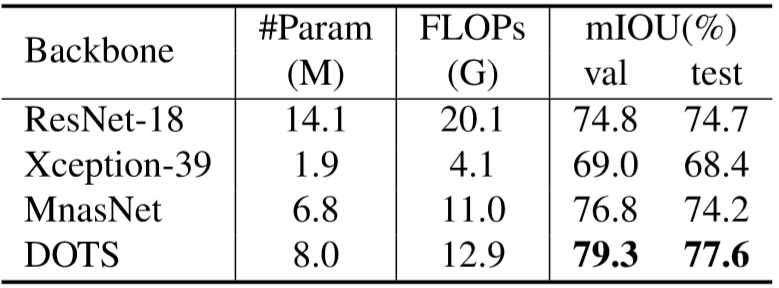 Backbone #Param (M) FLOPs (G) mIOU(%) val test
ResNet-18 14.1 20.1 74.8 74.7
Xception-39 1.9 4.1 69.0 68.4
MnasNet 6.8 11.0 76.8 74.2
DOTS 8.0 12.9 79.3 77.6